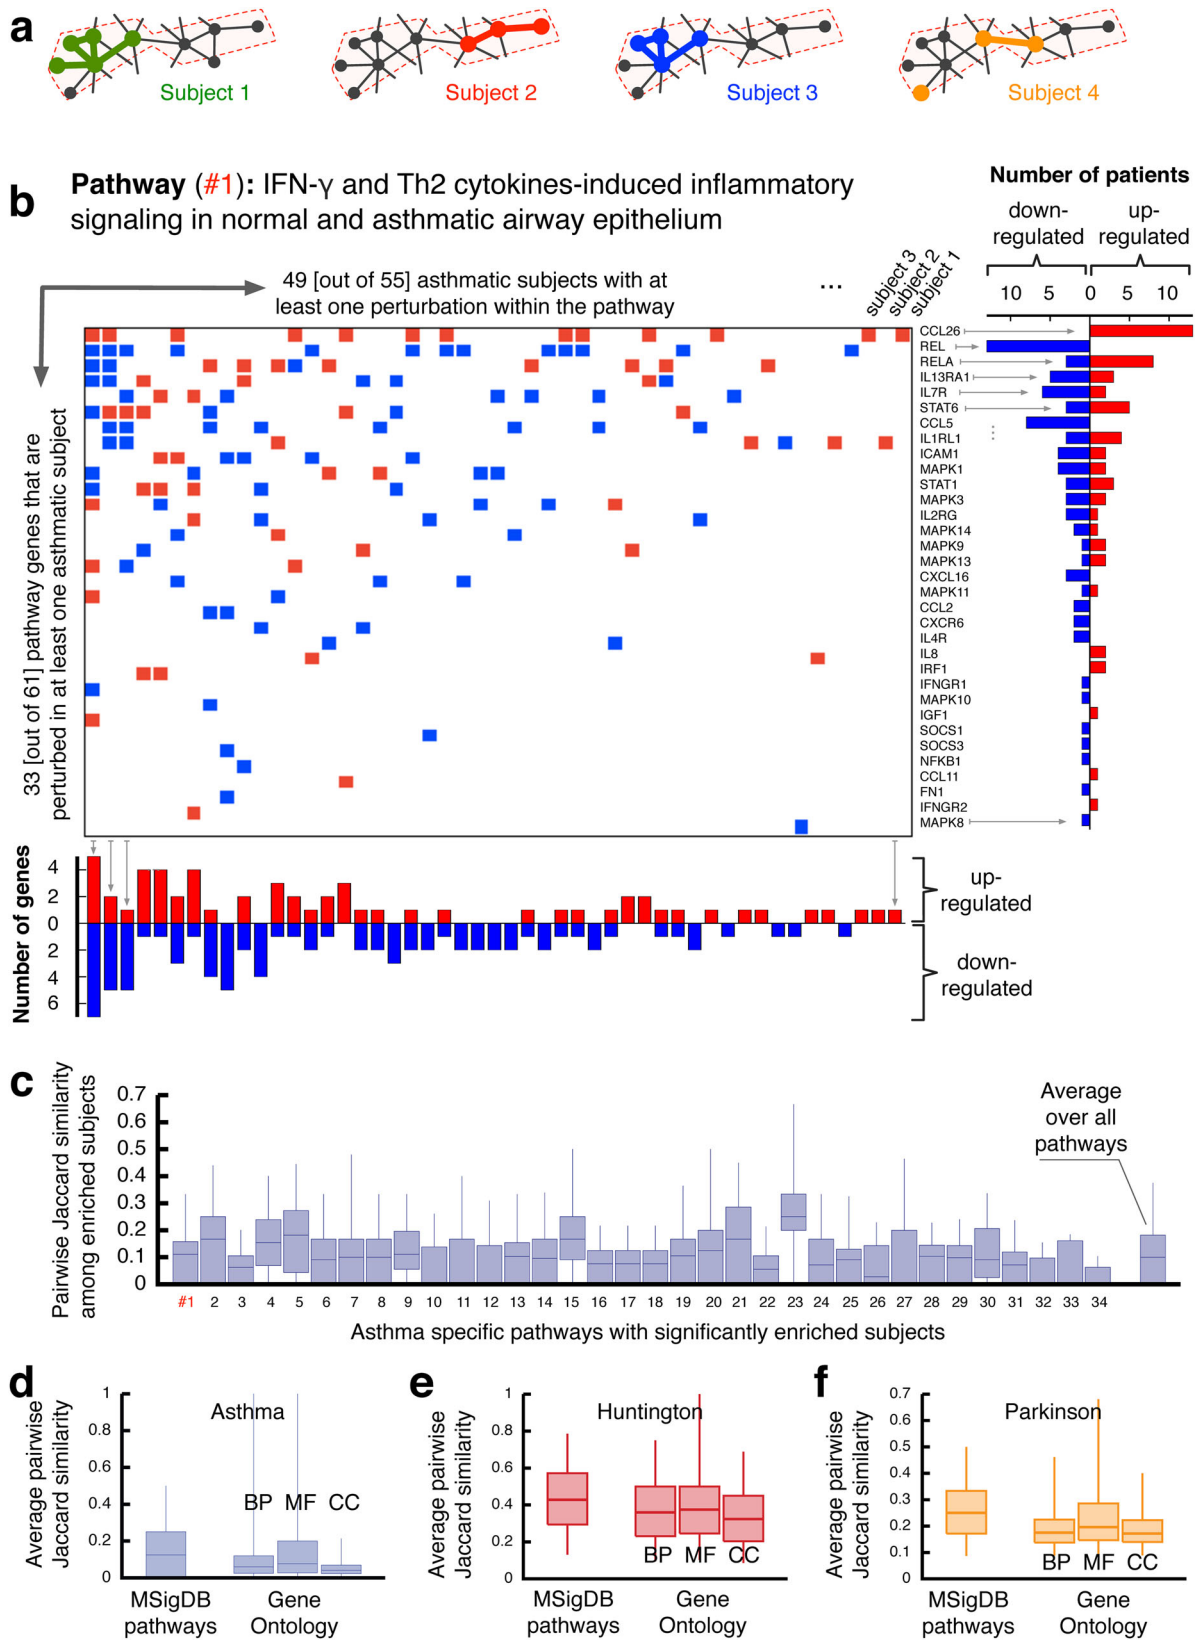 a
Subject 1
Subject 2
Subject 3
Subject 4
b
Pathway (#1): IFN-γ and Th2 cytokines-induced inflammatory
signaling in normal and asthmatic airway epithelium
Number of patients
down-
regulated
up-
regulated
49 [out of 55] asthmatic subjects with at
least one perturbation within the pathway
...
subject 3
subject 2
subject 1
10 5 0 5 10
33 [out of 61] pathway genes that are
perturbed in at least one asthmatic subject
CCL26
REL
RELA
IL13RA1
IL7R
STAT6
CCL5
IL1RL1
ICAM1
MAPK1
STAT1
MAPK3
IL2RG
MAPK14
MAPK9
MAPK13
CXCL16
MAPK11
CCL2
CXCR6
IL4R
IL8
IRF1
IFNGR1
MAPK10
IGF1
SOCS1
SOCS3
NFKB1
CCL11
FN1
IFNGR2
MAPK8
Number of genes
4
2
0
2
4
6
up-
regulated
down-
regulated
c
Pairwise Jaccard similarity
among enriched subjects
0.7
0.6
0.5
0.4
0.3
0.2
0.1
0
Average
over all
pathways
#1 2 3 4 5 6 7 8 9 10 11 12 13 14 15 16 17 18 19 20 21 22 23 24 25 26 27 28 29 30 31 32 33 34
Asthma specific pathways with significantly enriched subjects
d
Average pairwise
Jaccard similarity
1
0.8
0.6
0.4
0.2
0
Asthma
BP MF CC
MSigDB
pathways
Gene
Ontology
e
Average pairwise
Jaccard similarity
1
0.8
0.6
0.4
0.2
0
Huntington
BP MF CC
MSigDB
pathways
Gene
Ontology
f
Average pairwise
Jaccard similarity
0.7
0.6
0.5
0.4
0.3
0.2
0.1
0
Parkinson
BP MF CC
MSigDB
pathways
Gene
Ontology